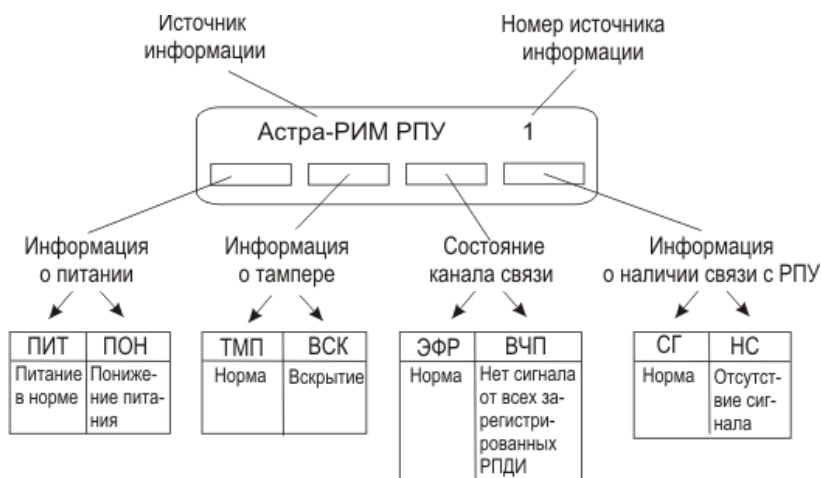 Источник
информации
Номер источника
информации
Астра-РИМ РПУ 1
Информация
о питании
Информация
о тампере
Состояние
канала связи
Информация
о наличии связи с РПУ
ПИТ ПОН
Питание
в норме
Пониже-
ние пита-
ния
ТМП ВСК
Норма Вскрытие
ЭФР ВЧП
Норма
Нет сигнала
от всех за-
регистри-
рованных
РПДИ
СГ НС
Норма
Отсутст-
вие сиг-
нала